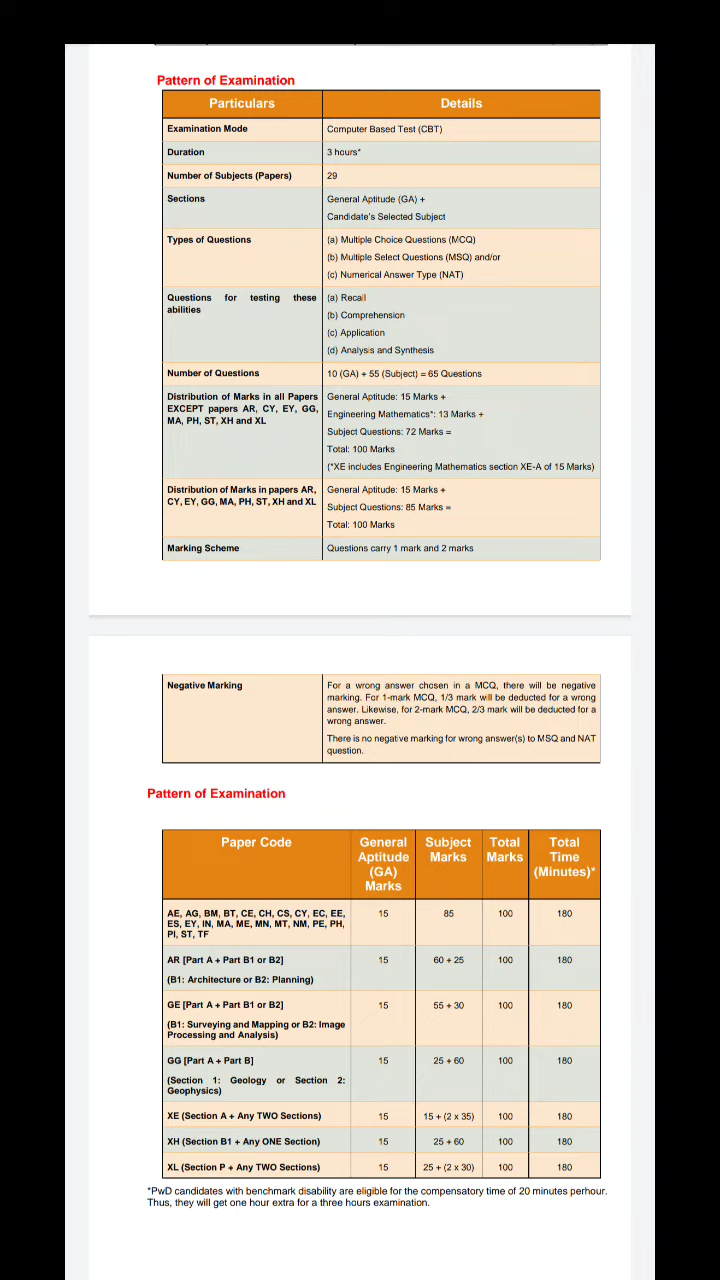 Pattern of Examination
Particulars Details
Examination Mode Computer Based Test (CBT)
Duration 3 hours*
Number of Subjects (Papers) 29
Sections General Aptitude (GA) +
Candidate's Selected Subject
Types of Questions (a) Multiple Choice Questions (MCQ)
(b) Multiple Select Questions (MSQ) and/or
(c) Numerical Answer Type (NAT)
Questions for testing these (a) Recall
abilities
(b) Comprehension
(c) Application
(d) Analysis and Synthesis
Number of Questions 10 (GA) + 55 (Subject) = 65 Questions
Distribution of Marks in all Papers General Aptitude: 15 Marks +
EXCEPT papers AR, CY, EY, GG, Engineering Mathematics*: 13 Marks +
MA, PH, ST, XH and XL
Subject Questions: 72 Marks =
Total: 100 Marks
(*XE includes Engineering Mathematics section XE-A of 15 Marks)
Distribution of Marks in papers AR, General Aptitude: 15 Marks +
CY, EY, GG, MA, PH, ST, XH and XL Subject Questions: 85 Marks =
Total: 100 Marks
Marking Scheme Questions carry 1 mark and 2 marks
Negative Marking For a wrong answer chosen in a MCQ, there will be negative
marking. For 1-mark MCQ, 1/3 mark will be deducted for a wrong
answer. Likewise, for 2-mark MCQ, 2/3 mark will be deducted for a
wrong answer.
There is no negative marking for wrong answer(s) to MSQ and NAT
question.
Pattern of Examination
Paper Code General Subject Total Total
Aptitude Marks Marks Time
(GA) (Minutes)*
Marks
AE, AG, BM, BT, CE, CH, CS, CY, EC, EE, 15 85 100 180
ES, EY, IN, MA, ME, MN, MT, NM, PE, PH,
PI, ST, TF
AR [Part A + Part B1 or B2] 15 60 + 25 100 180
(B1: Architecture or B2: Planning)
GE [Part A + Part B1 or B2] 15 55 + 30 100 180
(B1: Surveying and Mapping or B2: Image
Processing and Analysis)
GG [Part A + Part B] 15 25 + 60 100 180
(Section 1: Geology or Section 2:
Geophysics)
XE (Section A + Any TWO Sections) 15 15 + (2 x 35) 100 180
XH (Section B1 + Any ONE Section) 15 25 + 60 100 180
XL (Section P + Any TWO Sections) 15 25 + (2 x 30) 100 180
*PwD candidates with benchmark disability are eligible for the compensatory time of 20 minutes perhour.
Thus, they will get one hour extra for a three hours examination.